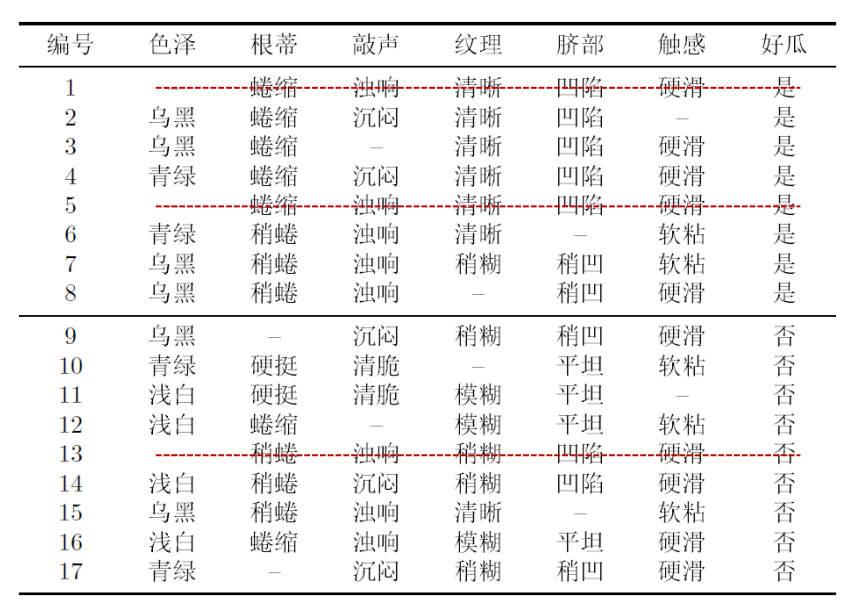 编号 色泽 根蒂 敲声 纹理 脐部 触感 好瓜
1 – 蜷缩 浊响 清晰 凹陷 硬滑 是
2 乌黑 蜷缩 沉闷 清晰 凹陷 – 是
3 乌黑 蜷缩 – 清晰 凹陷 硬滑 是
4 青绿 蜷缩 沉闷 清晰 凹陷 硬滑 是
5 – 蜷缩 浊响 清晰 凹陷 硬滑 是
6 青绿 稍蜷 浊响 清晰 – 软粘 是
7 乌黑 稍蜷 浊响 稍糊 稍凹 软粘 是
8 乌黑 稍蜷 浊响 – 稍凹 硬滑 是
9 乌黑 – 沉闷 稍糊 稍凹 硬滑 否
10 青绿 硬挺 清脆 – 平坦 软粘 否
11 浅白 硬挺 清脆 模糊 平坦 – 否
12 浅白 蜷缩 – 模糊 平坦 软粘 否
13 – 稍蜷 浊响 稍糊 凹陷 硬滑 否
14 浅白 稍蜷 沉闷 稍糊 凹陷 硬滑 否
15 乌黑 稍蜷 浊响 清晰 – 软粘 否
16 浅白 蜷缩 浊响 模糊 平坦 硬滑 否
17 青绿 – 沉闷 稍糊 稍凹 硬滑 否